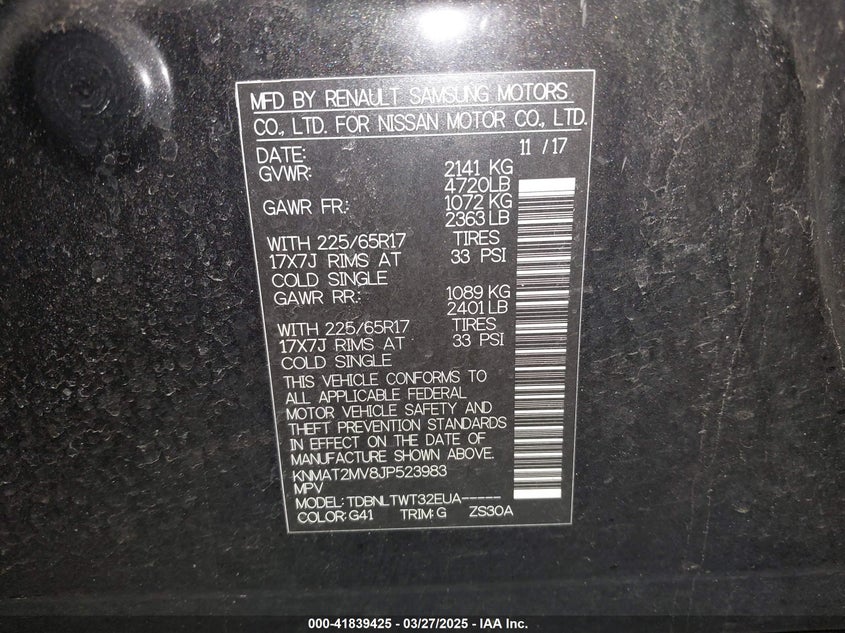 MFD BY RENAULT SAMSUNG MOTORS
CO., LTD. FOR NISSAN MOTOR CO., LTD.
DATE: 11 / 17
GVWR: 2141 KG
4720LB
GAWR FR.: 1072 KG
2363 LB
WITH 225/65R17 TIRES
17X7J RIMS AT 33 PSI
COLD SINGLE
GAWR RR.: 1089 KG
2401 LB
WITH 225/65R17 TIRES
17X7J RIMS AT 33 PSI
COLD SINGLE
THIS VEHICLE CONFORMS TO
ALL APPLICABLE FEDERAL
MOTOR VEHICLE SAFETY AND
THEFT PREVENTION STANDARDS
IN EFFECT ON THE DATE OF
MANUFACTURE SHOWN ABOVE.
KNMAT2MV8JP523983
MPV
MODEL: TDBNLTWT32EUA-----
COLOR: G41 TRIM: G ZS30A
000-41839425 - 03/27/2025 - IAA Inc.